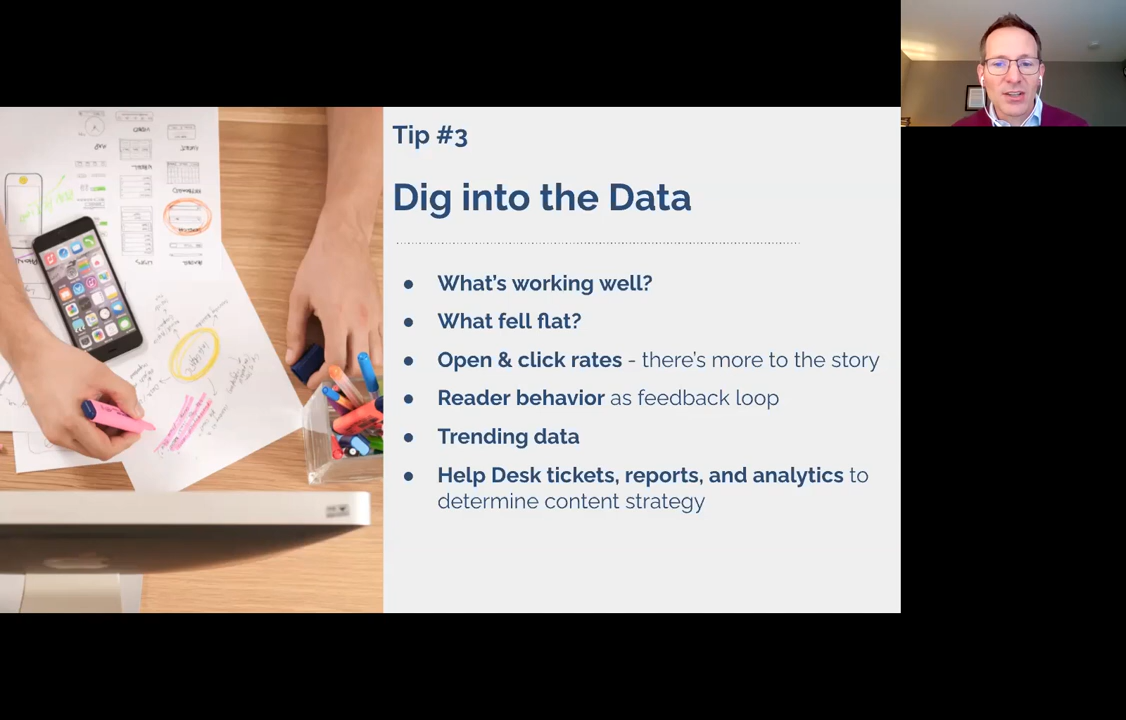 Tip #3
Dig into the Data
● What's working well?
● What fell flat?
● Open & click rates - there's more to the story
● Reader behavior as feedback loop
● Trending data
● Help Desk tickets, reports, and analytics to
determine content strategy